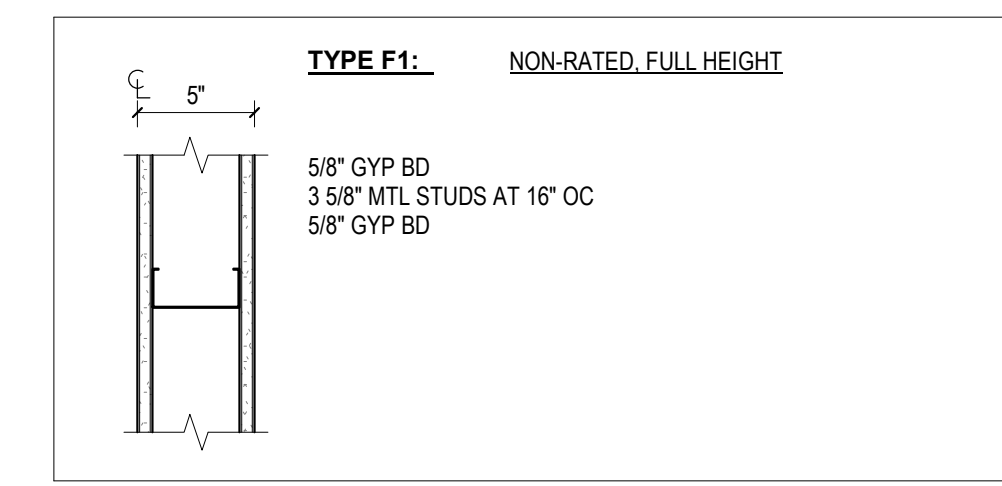 TYPE F1: NON-RATED, FULL HEIGHT
℄ 5"
5/8" GYP BD
3 5/8" MTL STUDS AT 16" OC
5/8" GYP BD